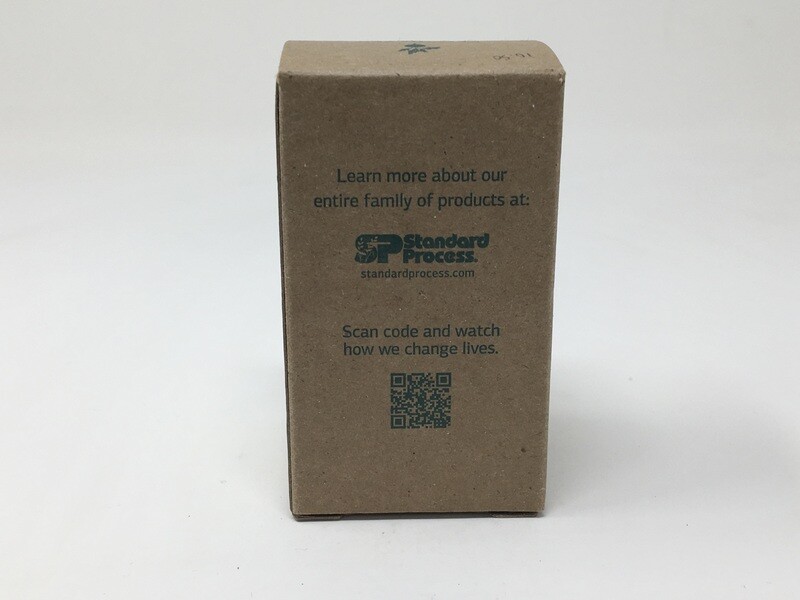 Learn more about our
entire family of products at:
SP Standard
Process.
standardprocess.com
Scan code and watch
how we change lives.